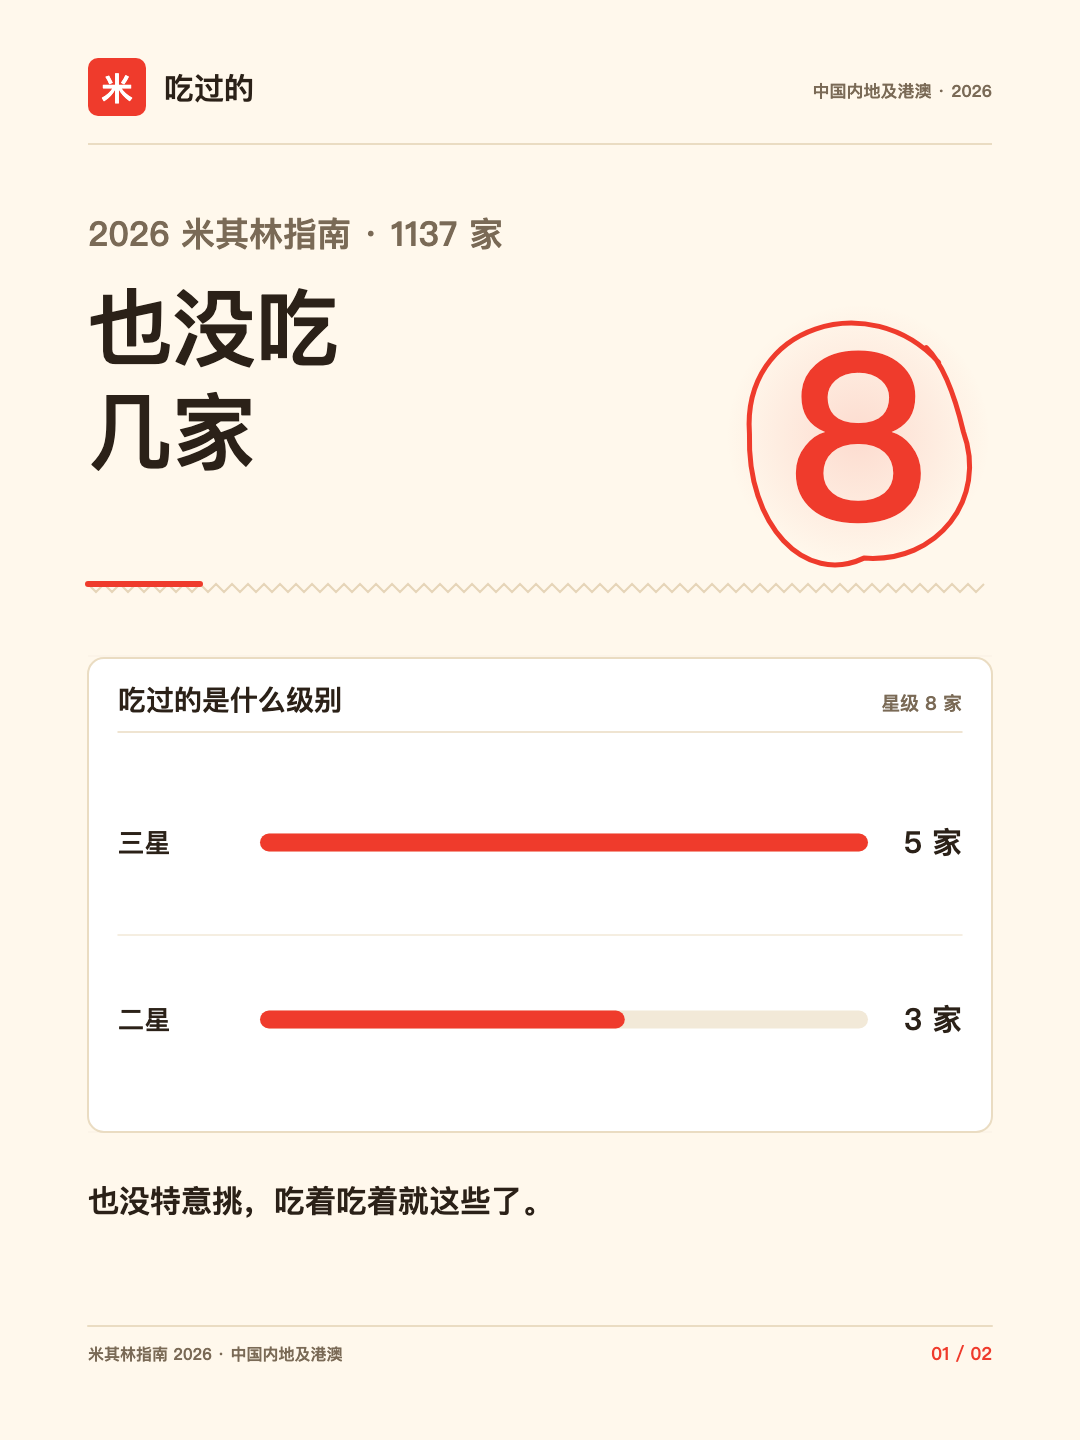 米 吃过的
中国内地及港澳 · 2026
2026 米其林指南 · 1137 家
也没吃
几家
8
吃过的是什么级别
星级 8 家
三星 5 家
二星 3 家
也没特意挑，吃着吃着就这些了。
米其林指南 2026 · 中国内地及港澳
01 / 02